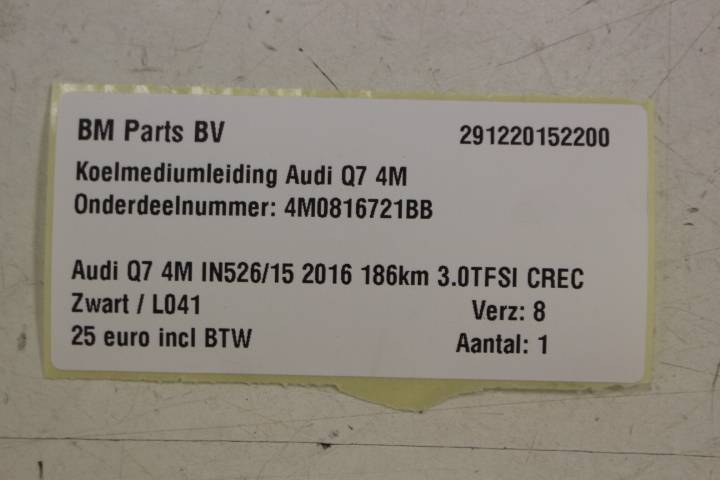 BM Parts BV 291220152200
Koelmediumleiding Audi Q7 4M
Onderdeelnummer: 4M0816721BB
Audi Q7 4M IN526/15 2016 186km 3.0TFSI CREC
Zwart / L041 Verz: 8
25 euro incl BTW Aantal: 1